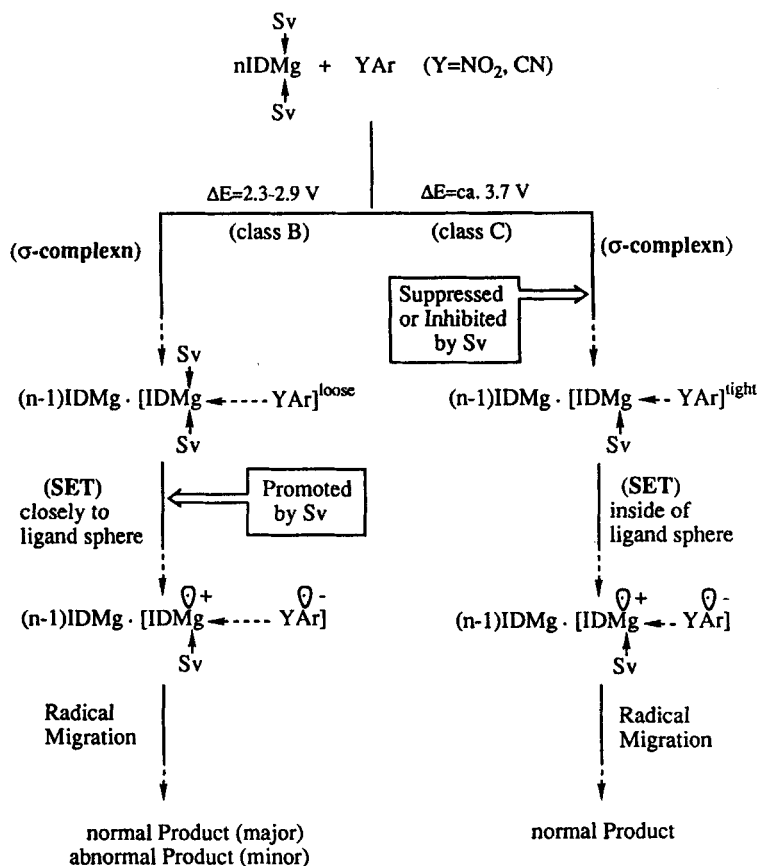 Sv
nIDMg + YAr (Y=NO2, CN)
Sv
ΔE=2.3-2.9 V
(class B)
ΔE=ca. 3.7 V
(class C)
(σ-complexn)
(σ-complexn)
Suppressed
or Inhibited
by Sv
Sv
(n-1)IDMg · [IDMg YAr]loose
Sv
(n-1)IDMg · [IDMg YAr]tight
Sv
(SET)
closely to
ligand sphere
Promoted
by Sv
(SET)
inside of
ligand sphere
(n-1)IDMg · [IDMg + YAr -]
Sv
(n-1)IDMg · [IDMg + YAr -]
Sv
Radical
Migration
Radical
Migration
normal Product (major)
abnormal Product (minor)
normal Product